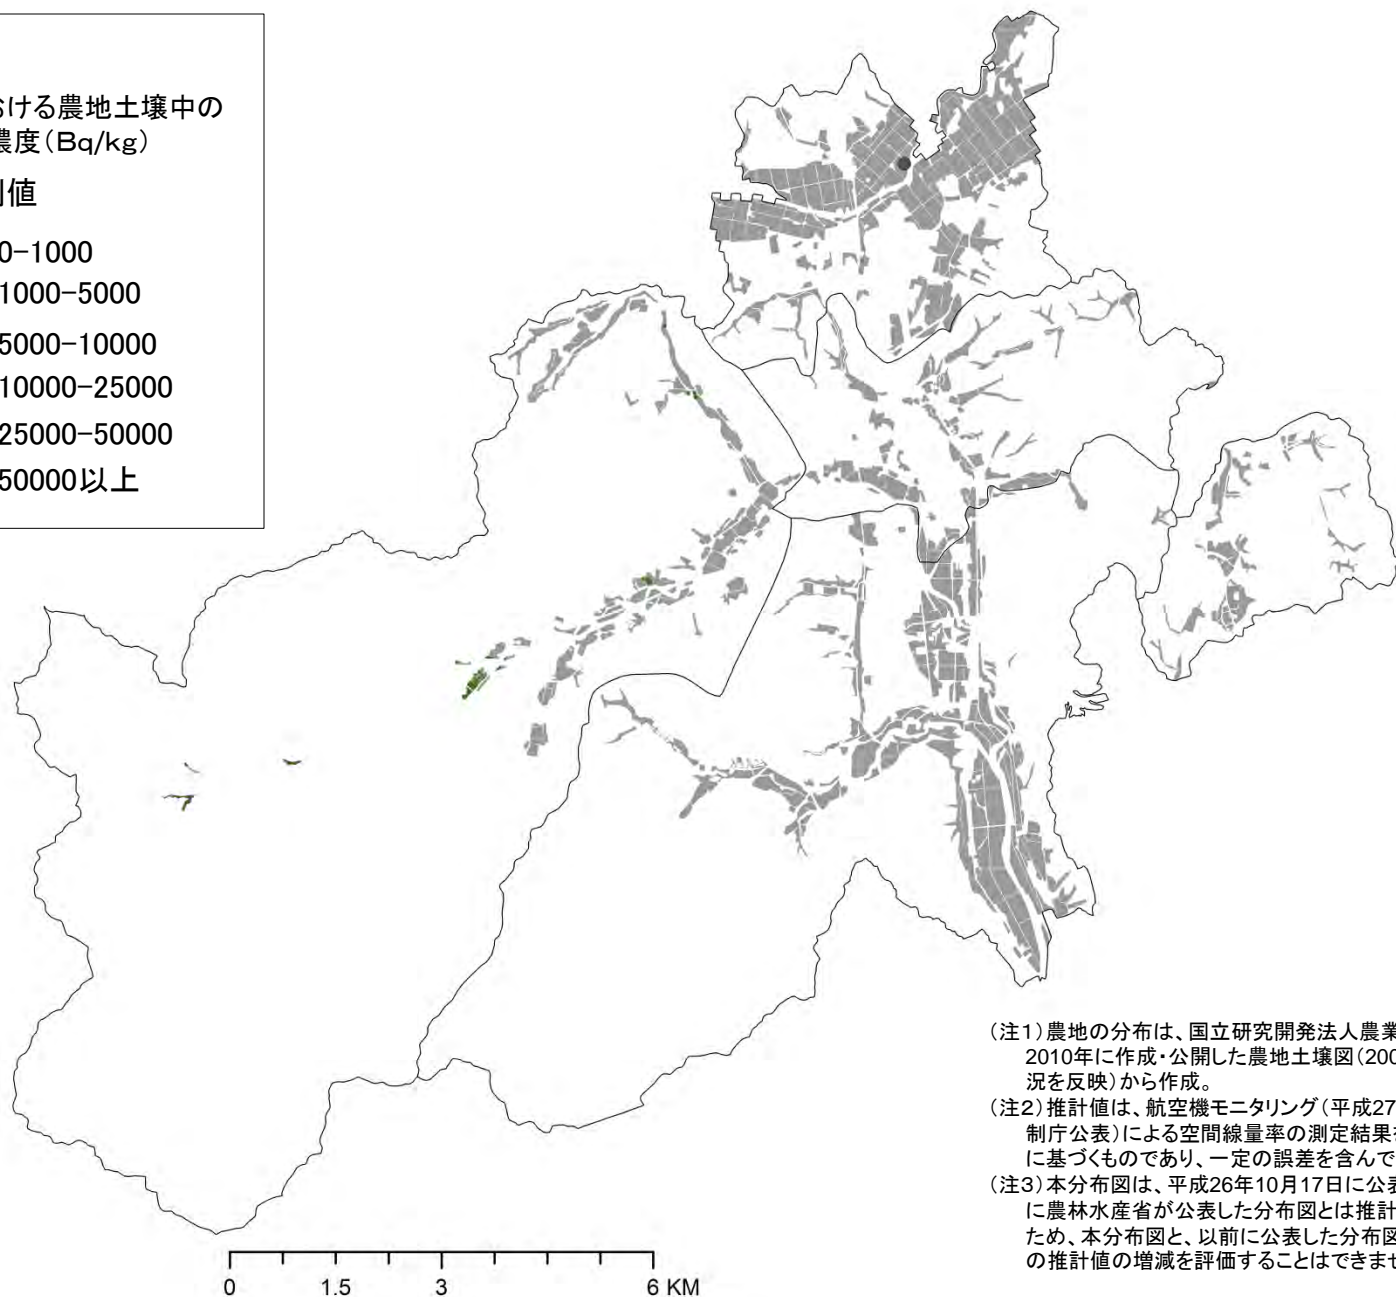 おける農地土壌中の
濃度(Bq/kg)
測値
0-1000
1000-5000
5000-10000
10000-25000
25000-50000
50000以上
(注1)農地の分布は、国立研究開発法人農業
2010年に作成・公開した農地土壌図(200
況を反映)から作成。
(注2)推計値は、航空機モニタリング(平成27
制庁公表)による空間線量率の測定結果を
に基づくものであり、一定の誤差を含んで
(注3)本分布図は、平成26年10月17日に公表
に農林水産省が公表した分布図とは推計
ため、本分布図と、以前に公表した分布図
の推計値の増減を評価することはできませ
0 1.5 3 6 KM